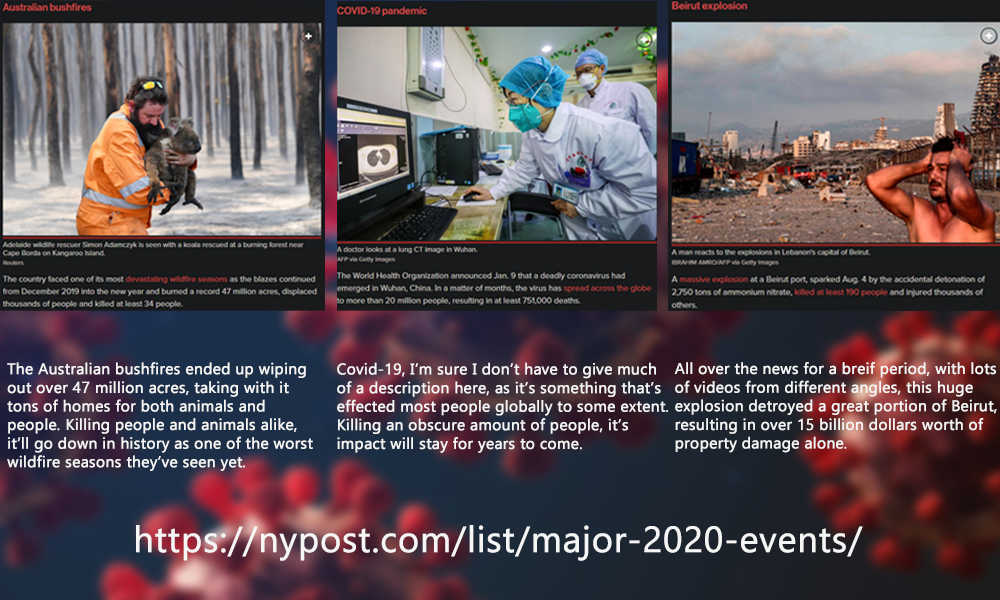 Australian bushfires
Adelaide wildlife rescuer Simon Adamczyk is seen with a koala rescued at a burning forest near
Cape Borda on Kangaroo Island.
Reuters
The country faced one of its most devastating wildfire seasons as the blazes continued
from December 2019 into the new year and burned a record 47 million acres, displaced
thousands of people and killed at least 34 people.
The Australian bushfires ended up wiping
out over 47 million acres, taking with it
tons of homes for both animals and
people. Killing people and animals alike,
it'll go down in history as one of the worst
wildfire seasons they've seen yet.
COVID-19 pandemic
A doctor looks at a lung CT image in Wuhan.
AFP via Getty Images
The World Health Organization announced Jan. 9 that a deadly coronavirus had
emerged in Wuhan, China. In a matter of months, the virus has spread across the globe
to more than 20 million people, resulting in at least 751,000 deaths.
Covid-19, I'm sure I don't have to give much
of a description here, as it's something that's
effected most people globally to some extent.
Killing an obscure amount of people, it's
impact will stay for years to come.
Beirut explosion
A man reacts to the explosions in Lebanon's capital of Beirut.
IBRAHIM AMRO/AFP via Getty Images
A massive explosion at a Beirut port, sparked Aug. 4 by the accidental detonation of
2,750 tons of ammonium nitrate, killed at least 190 people and injured thousands of
others.
All over the news for a breif period, with lots
of videos from different angles, this huge
explosion detroyed a great portion of Beirut,
resulting in over 15 billion dollars worth of
property damage alone.
https://nypost.com/list/major-2020-events/